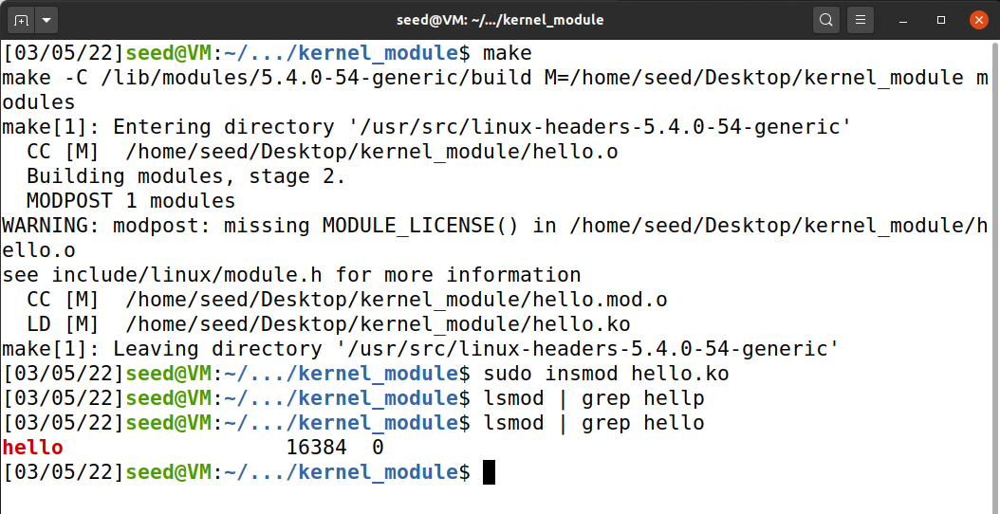 seed@VM: ~/.../kernel_module
[03/05/22]seed@VM:~/.../kernel_module$ make
make -C /lib/modules/5.4.0-54-generic/build M=/home/seed/Desktop/kernel_module m
odules
make[1]: Entering directory '/usr/src/linux-headers-5.4.0-54-generic'
  CC [M]  /home/seed/Desktop/kernel_module/hello.o
  Building modules, stage 2.
  MODPOST 1 modules
WARNING: modpost: missing MODULE_LICENSE() in /home/seed/Desktop/kernel_module/h
ello.o
see include/linux/module.h for more information
  CC [M]  /home/seed/Desktop/kernel_module/hello.mod.o
  LD [M]  /home/seed/Desktop/kernel_module/hello.ko
make[1]: Leaving directory '/usr/src/linux-headers-5.4.0-54-generic'
[03/05/22]seed@VM:~/.../kernel_module$ sudo insmod hello.ko
[03/05/22]seed@VM:~/.../kernel_module$ lsmod | grep hellp
[03/05/22]seed@VM:~/.../kernel_module$ lsmod | grep hello
hello                  16384  0
[03/05/22]seed@VM:~/.../kernel_module$